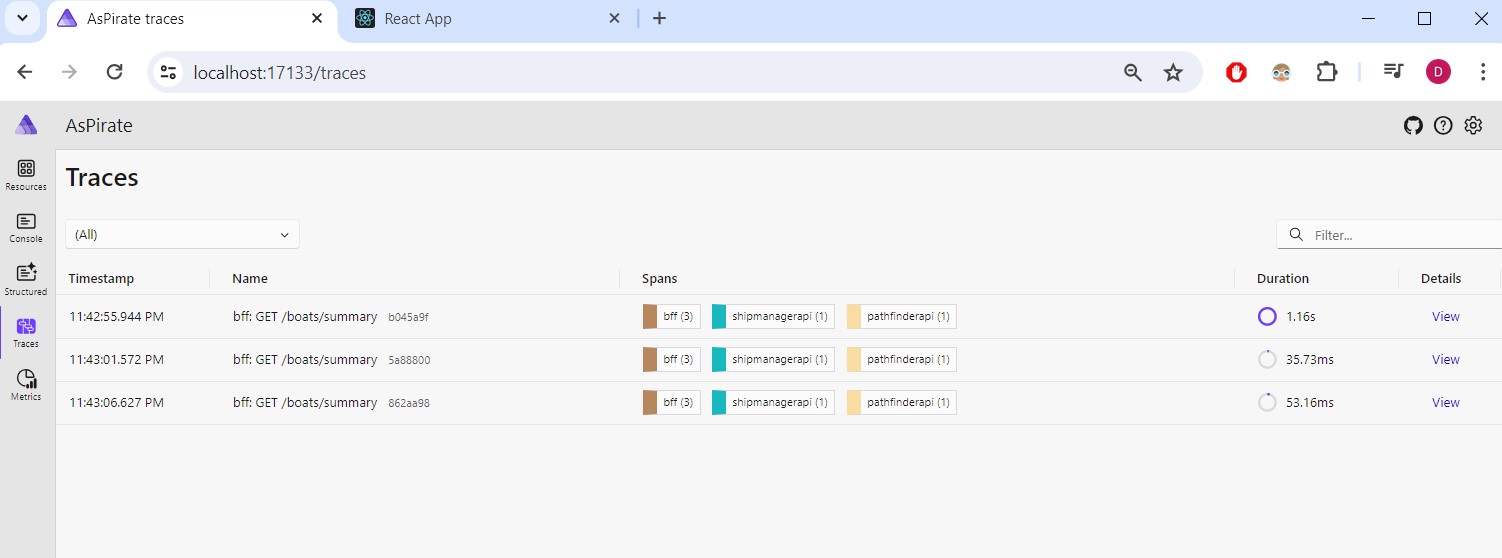 AsPirate traces
React App
localhost:17133/traces
D
AsPirate
Resources
Console
Structured
Traces
Metrics
Traces
(All)
Filter...
Timestamp Name Spans Duration Details
11:42:55.944 PM bff: GET /boats/summary b045a9f bff (3) shipmanagerapi (1) pathfinderapi (1) 1.16s View
11:43:01.572 PM bff: GET /boats/summary 5a88800 bff (3) shipmanagerapi (1) pathfinderapi (1) 35.73ms View
11:43:06.627 PM bff: GET /boats/summary 862aa98 bff (3) shipmanagerapi (1) pathfinderapi (1) 53.16ms View